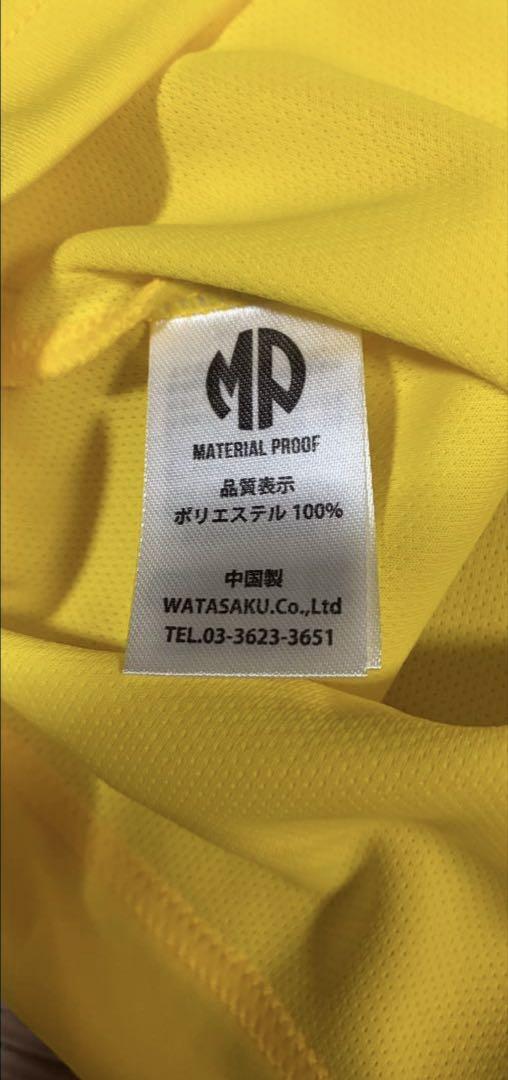 MP
MATERIAL PROOF
品質表示
ポリエステル 100%
中国製
WATASAKU.Co.,Ltd
TEL.03-3623-3651